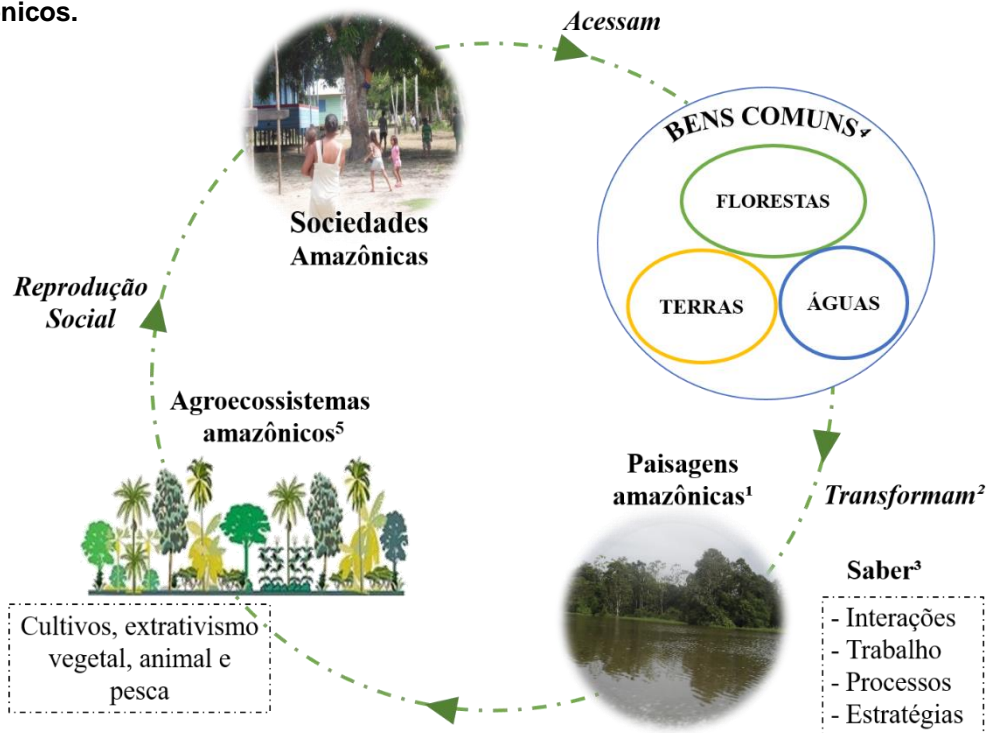 nicos.
Acessam
BENS COMUNS⁴
FLORESTAS
TERRAS
ÁGUAS
Sociedades
Amazônicas
Reprodução
Social
Agroecossistemas
amazônicos⁵
Paisagens
amazônicas¹
Transformam²
Saber³
- Interações
- Trabalho
- Processos
- Estratégias
Cultivos, extrativismo
vegetal, animal e
pesca